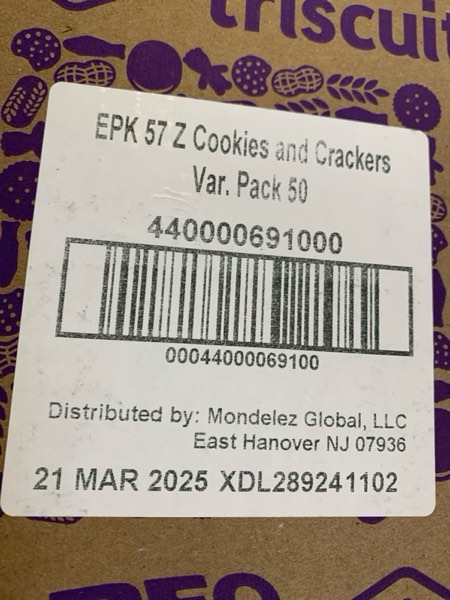 triscuit
EPK 57 Z Cookies and Crackers
Var. Pack 50
440000691000
00044000069100
Distributed by: Mondelez Global, LLC
East Hanover NJ 07936
21 MAR 2025 XDL289241102